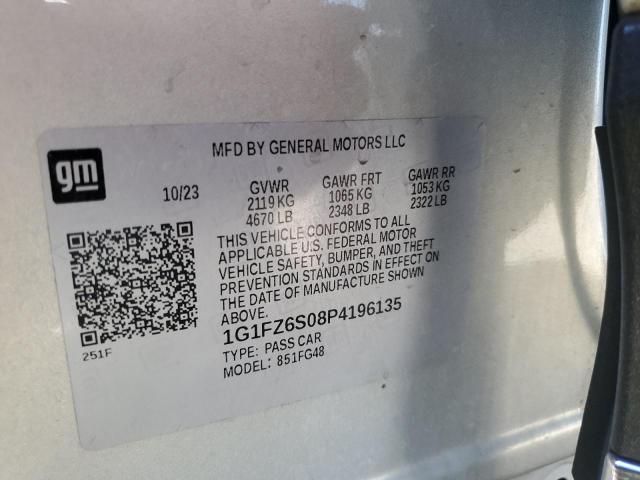 gm
MFD BY GENERAL MOTORS LLC
10/23
GVWR GAWR FRT GAWR RR
2119 KG 1065 KG 1053 KG
4670 LB 2348 LB 2322 LB
THIS VEHICLE CONFORMS TO ALL
APPLICABLE U.S. FEDERAL MOTOR
VEHICLE SAFETY, BUMPER, AND THEFT
PREVENTION STANDARDS IN EFFECT ON
THE DATE OF MANUFACTURE SHOWN
ABOVE.
1G1FZ6S08P4196135
TYPE: PASS CAR
MODEL: 851FG48
251F